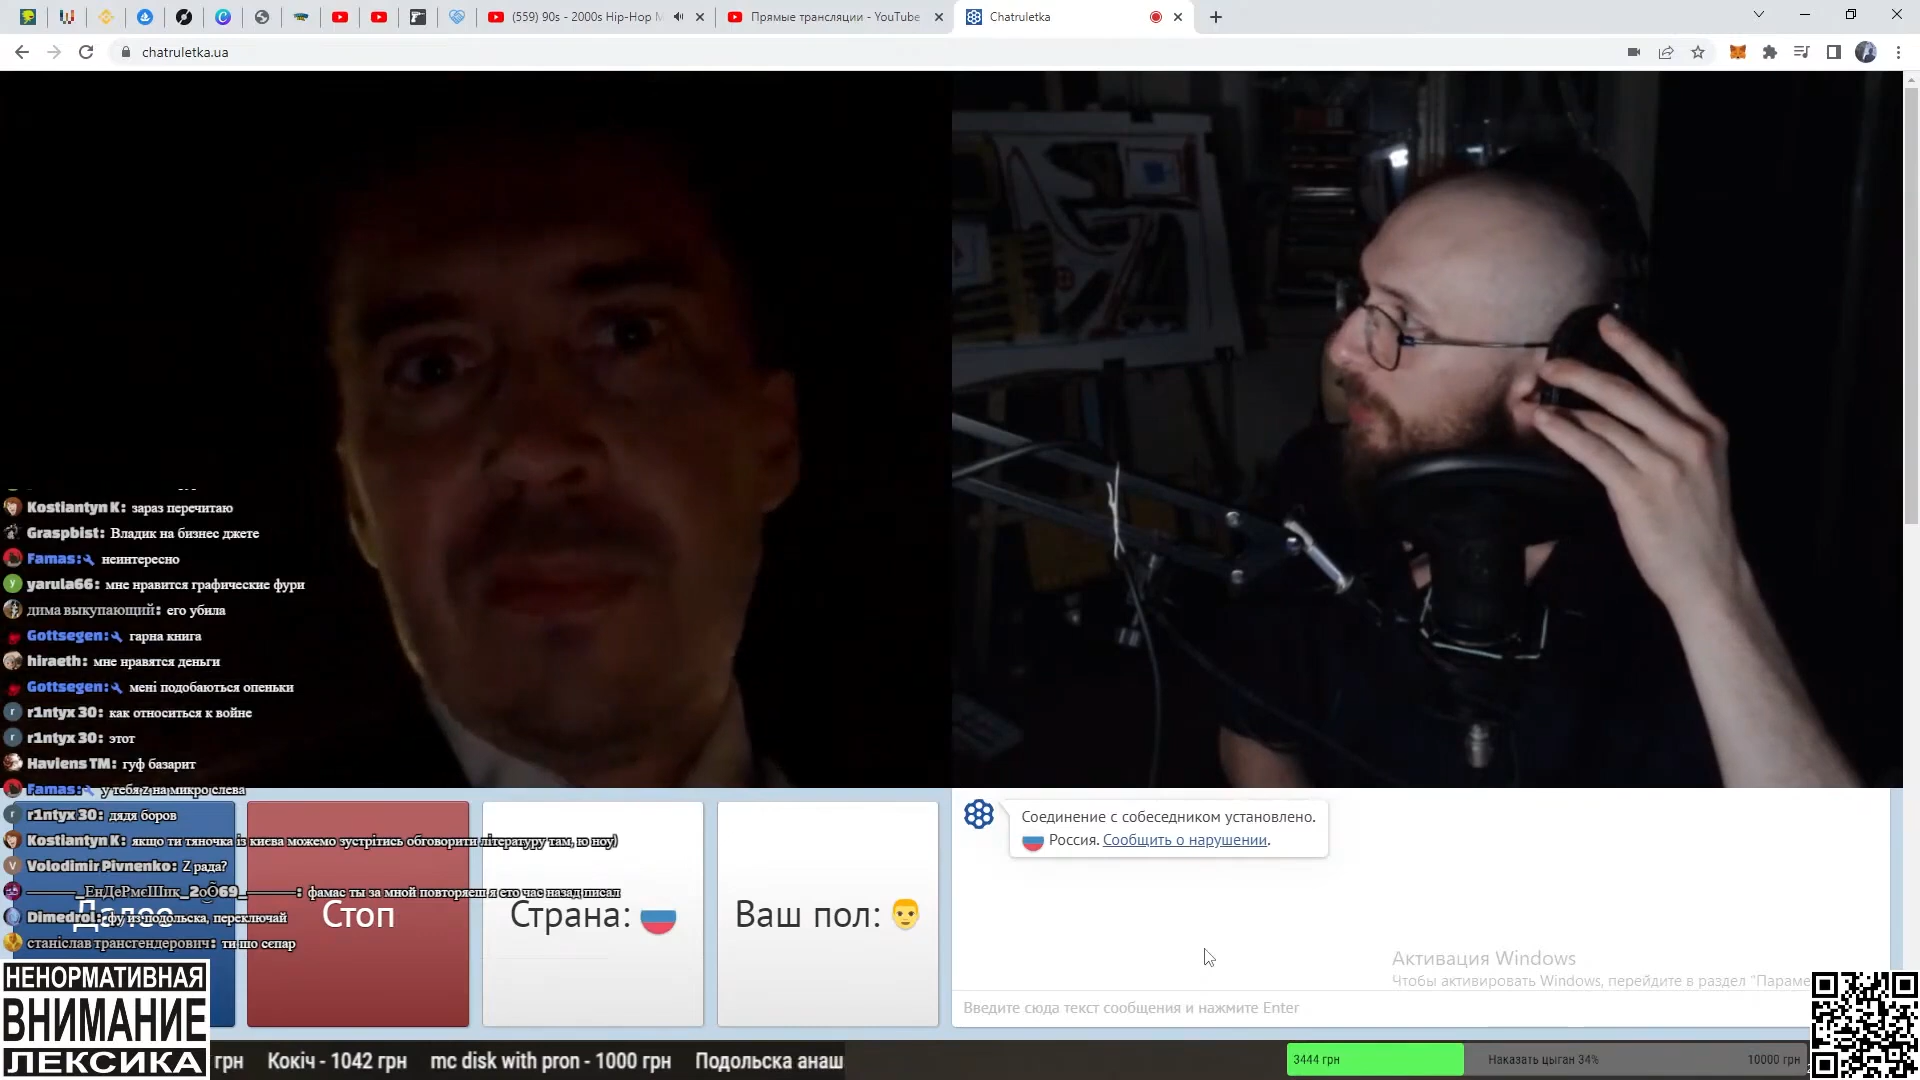 (559) 90s - 2000s Hip-Hop M
Прямые трансляции - YouTube
Chatruletka
chatruletka.ua
Kostiantyn K: зараз перечитаю
Graspbist: Владик на бизнес джете
Famas: неинтересно
yarula66: мне нравится графические фури
дима выкупающий: его убила
Gottsegen: гарна книга
hiraeth: мне нравятся деньги
Gottsegen: мені подобаються опеньки
r1ntyx 30: как относиться к войне
r1ntyx 30: этот
Haviens TM: гуф базарит
Famas: у тебя z на микро слева
r1ntyx 30: дядя боров
Kostiantyn K: якщо ти тяночка із києва можемо зустрітись обговорити літературу там, ю ноу)
Volodimir Pivnenko: Z рада?
фамас ты за мной повторяеш я ето час назад писал
Dimedrol: фу из подольска, переключай
станіслав трансгендерович: ти шо сєпар
Далее
Стоп
Страна:
Ваш пол:
Соединение с собеседником установлено.
Россия. Сообщить о нарушении.
Активация Windows
Чтобы активировать Windows, перейдите в раздел "Параме
Введите сюда текст сообщения и нажмите Enter
НЕНОРМАТИВНАЯ
ВНИМАНИЕ
ЛЕКСИКА
грн Кокіч - 1042 грн mc disk with pron - 1000 грн Подольска анаш
3444 грн
Наказать цыган 34%
10000 грн